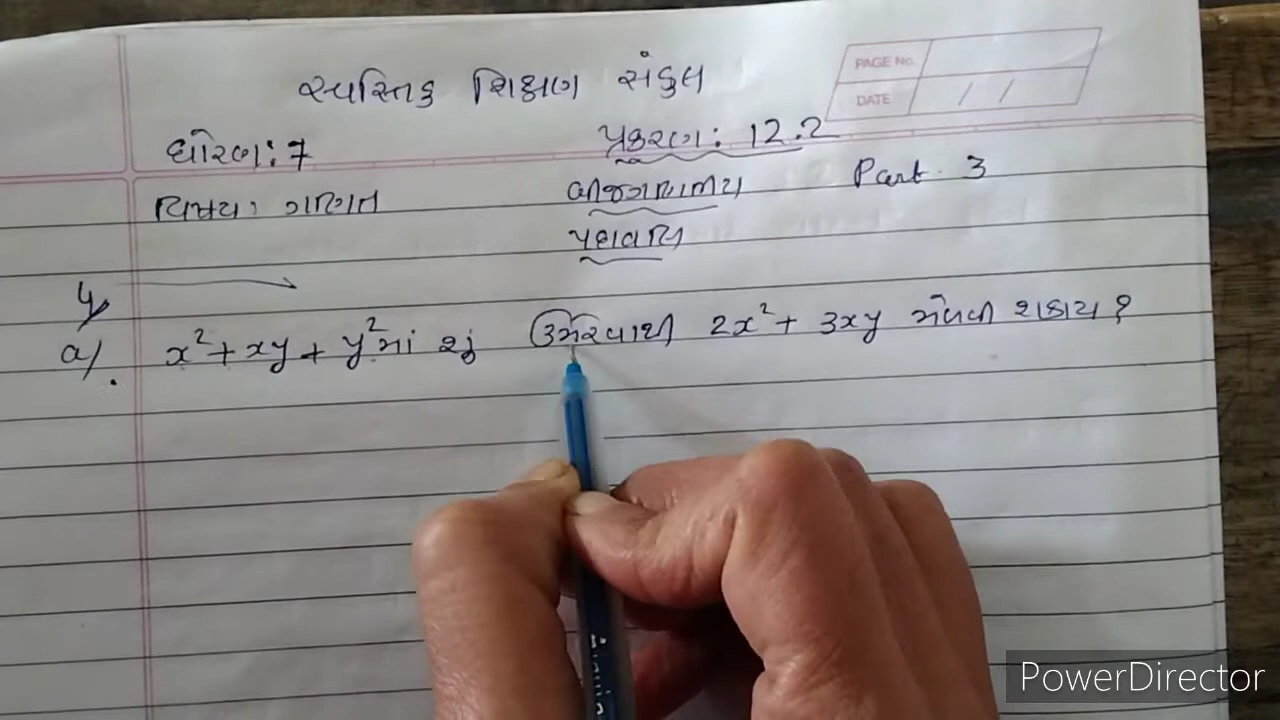 સ્વસ્તિક શિક્ષણ સંકુલ
PAGE No.
DATE / /
ધોરણ: 7
પ્રકરણ: 12.2
વિષય: ગણિત
બીજગણિતીય
Part. 3
પદાવલિ
4
a) x²+xy+y²માં શું ઉમેરવાથી 2x²+3xy મેળવી શકાય?
PowerDirector